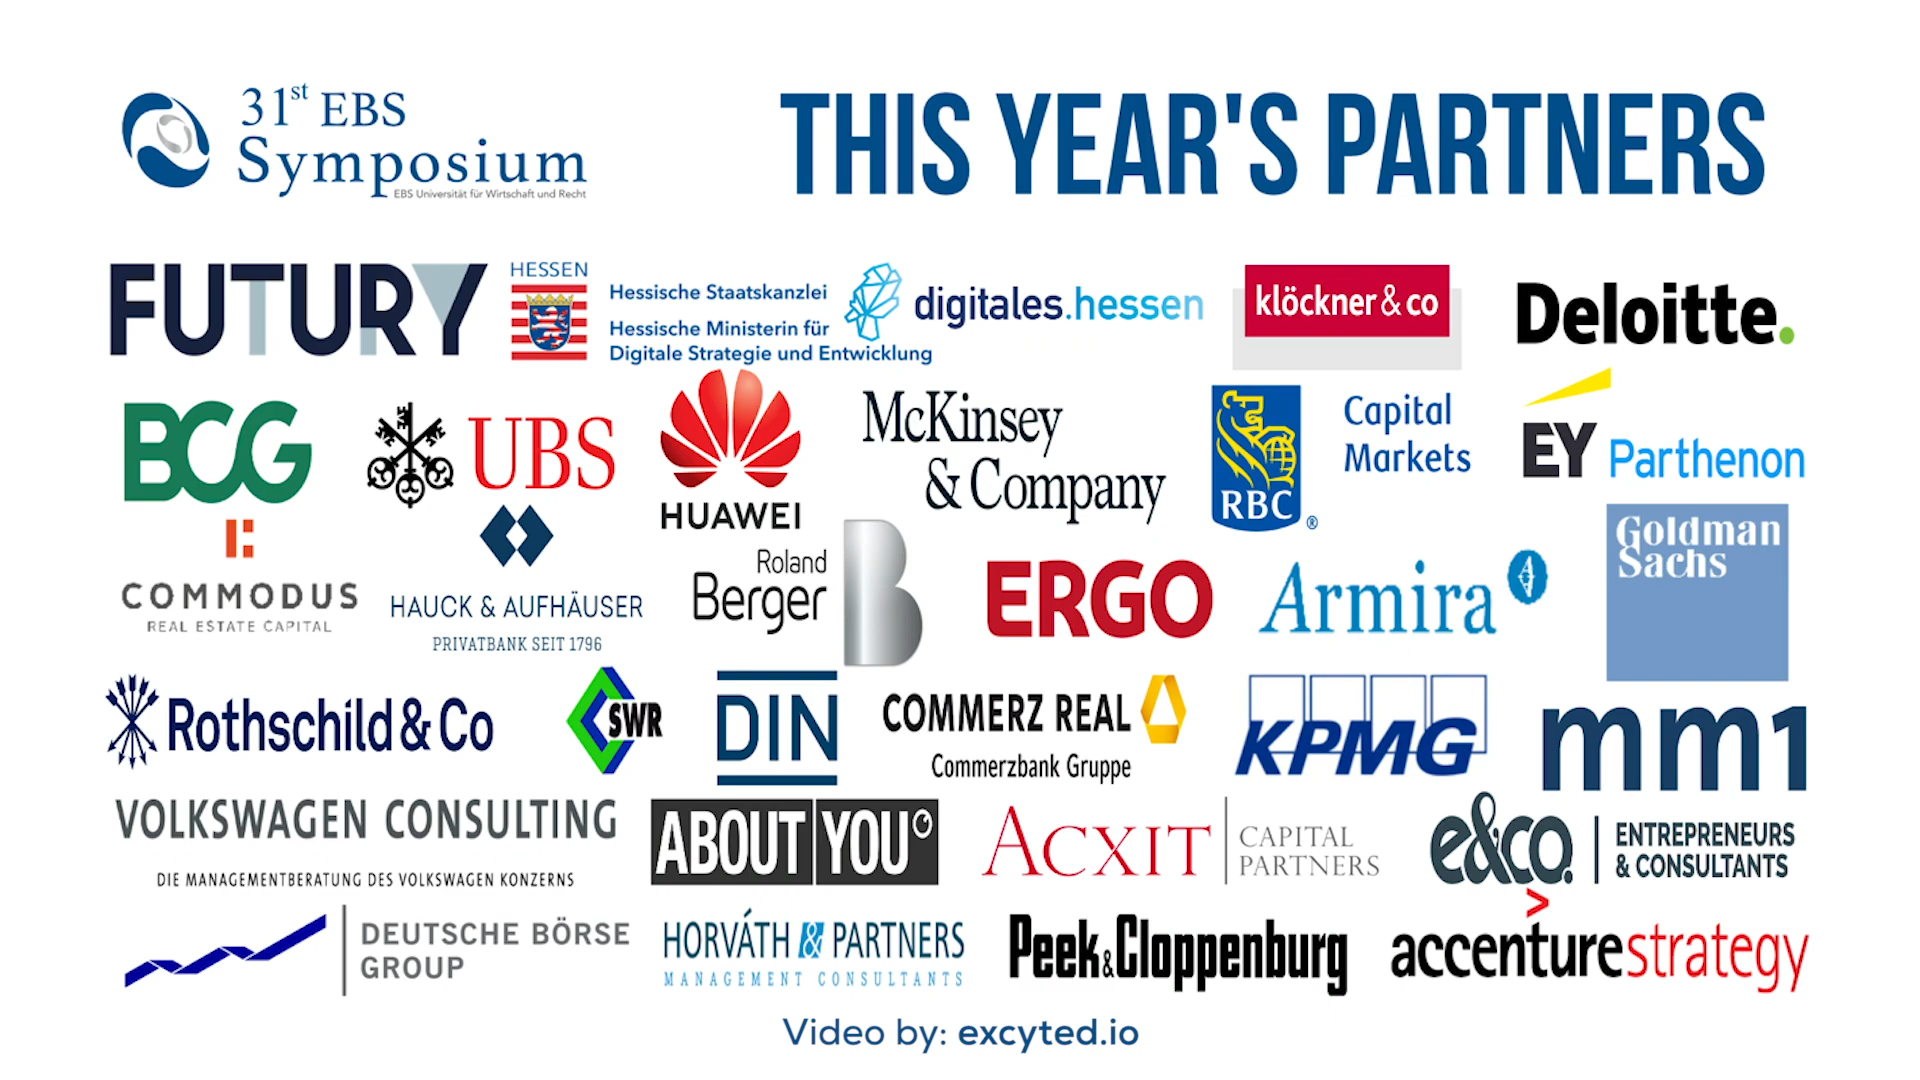 31st EBS
Symposium
EBS Universität für Wirtschaft und Recht
THIS YEAR'S PARTNERS
FUTURY
HESSEN
Hessische Staatskanzlei
Hessische Ministerin für
Digitale Strategie und Entwicklung
digitales.hessen
klöckner & co
Deloitte.
BCG
UBS
HUAWEI
McKinsey
& Company
RBC ®
Capital
Markets
EY Parthenon
COMMODUS
REAL ESTATE CAPITAL
HAUCK & AUFHÄUSER
PRIVATBANK SEIT 1796
Roland
Berger
B
ERGO
Armira
Goldman
Sachs
Rothschild & Co
SWR
DIN
COMMERZ REAL
Commerzbank Gruppe
KPMG
mm1
VOLKSWAGEN CONSULTING
DIE MANAGEMENTBERATUNG DES VOLKSWAGEN KONZERNS
ABOUT YOU
ACXIT
CAPITAL
PARTNERS
e&co.
ENTREPRENEURS
& CONSULTANTS
DEUTSCHE BÖRSE
GROUP
HORVÁTH & PARTNERS
MANAGEMENT CONSULTANTS
Peek & Cloppenburg
>
accenturestrategy
Video by: excyted.io